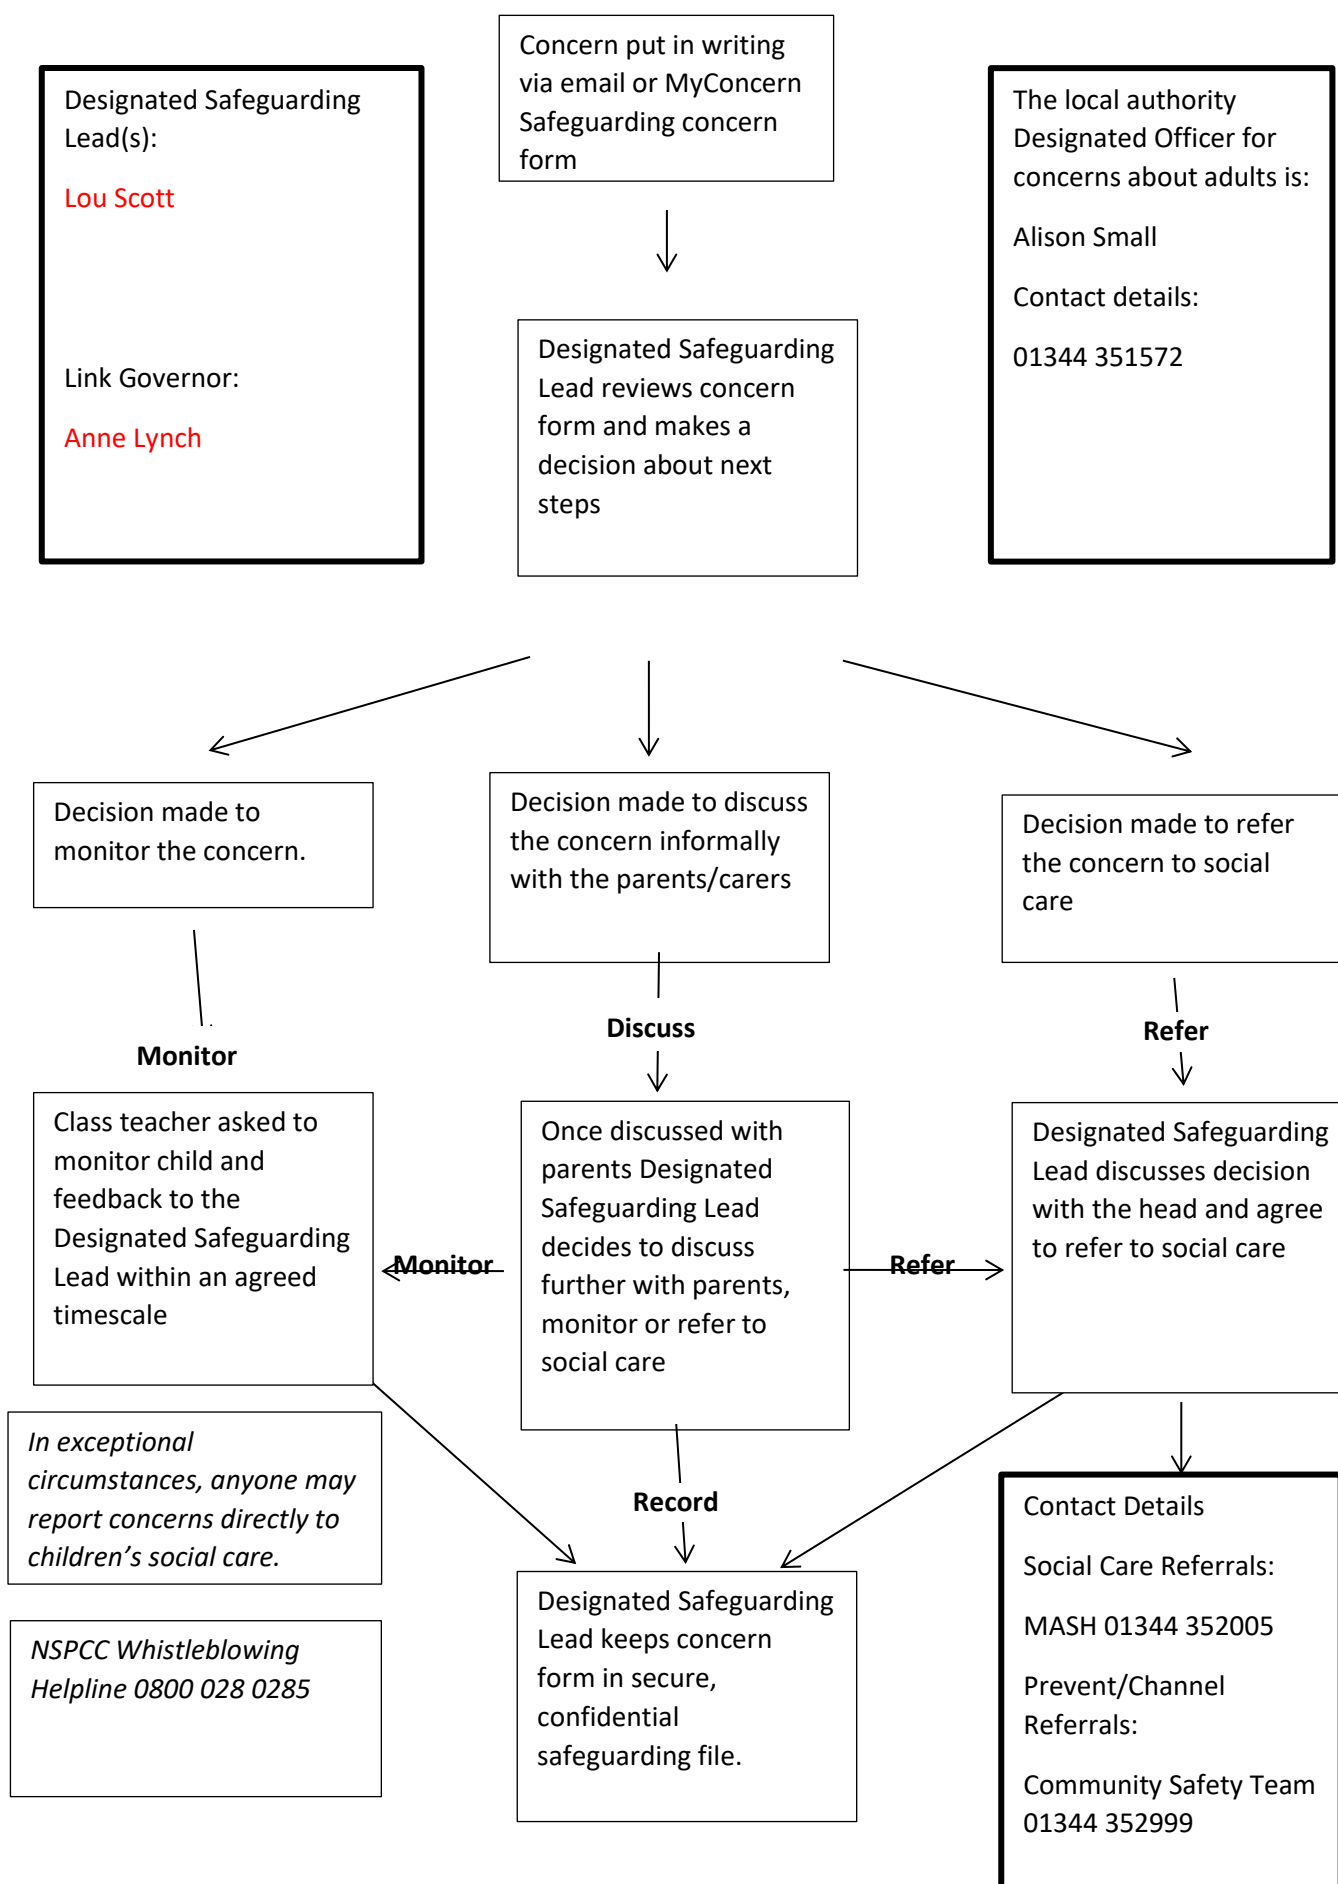 Concern put in writing
via email or MyConcern
Safeguarding concern
form
Designated Safeguarding
Lead(s):
Lou Scott
Link Governor:
Anne Lynch
The local authority
Designated Officer for
concerns about adults is:
Alison Small
Contact details:
01344 351572
Designated Safeguarding
Lead reviews concern
form and makes a
decision about next
steps
Decision made to
monitor the concern.
Decision made to discuss
the concern informally
with the parents/carers
Decision made to refer
the concern to social
care
Monitor
Discuss
Refer
Class teacher asked to
monitor child and
feedback to the
Designated Safeguarding
Lead within an agreed
timescale
Monitor
Once discussed with
parents Designated
Safeguarding Lead
decides to discuss
further with parents,
monitor or refer to
social care
Refer
Designated Safeguarding
Lead discusses decision
with the head and agree
to refer to social care
In exceptional
circumstances, anyone may
report concerns directly to
children’s social care.
Record
NSPCC Whistleblowing
Helpline 0800 028 0285
Designated Safeguarding
Lead keeps concern
form in secure,
confidential
safeguarding file.
Contact Details
Social Care Referrals:
MASH 01344 352005
Prevent/Channel
Referrals:
Community Safety Team
01344 352999